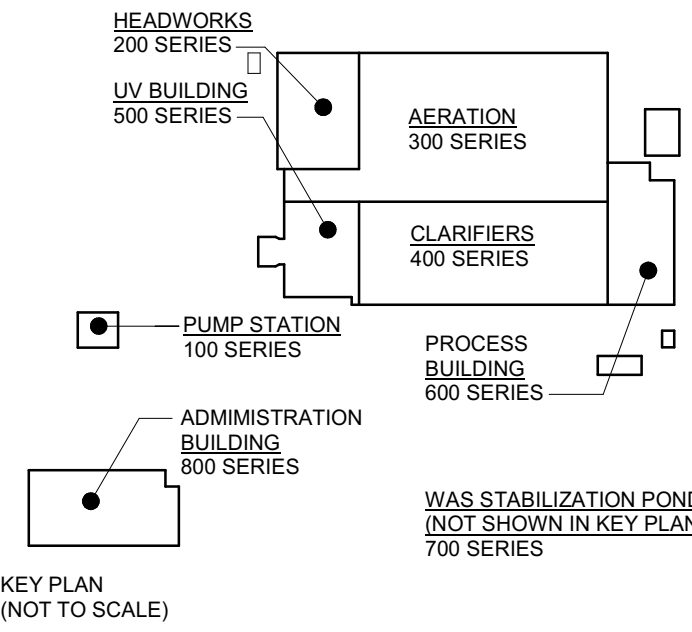 HEADWORKS
200 SERIES
UV BUILDING
500 SERIES
AERATION
300 SERIES
CLARIFIERS
400 SERIES
PUMP STATION
100 SERIES
PROCESS
BUILDING
600 SERIES
ADMIMISTRATION
BUILDING
800 SERIES
WAS STABILIZATION POND
(NOT SHOWN IN KEY PLAN
700 SERIES
KEY PLAN
(NOT TO SCALE)